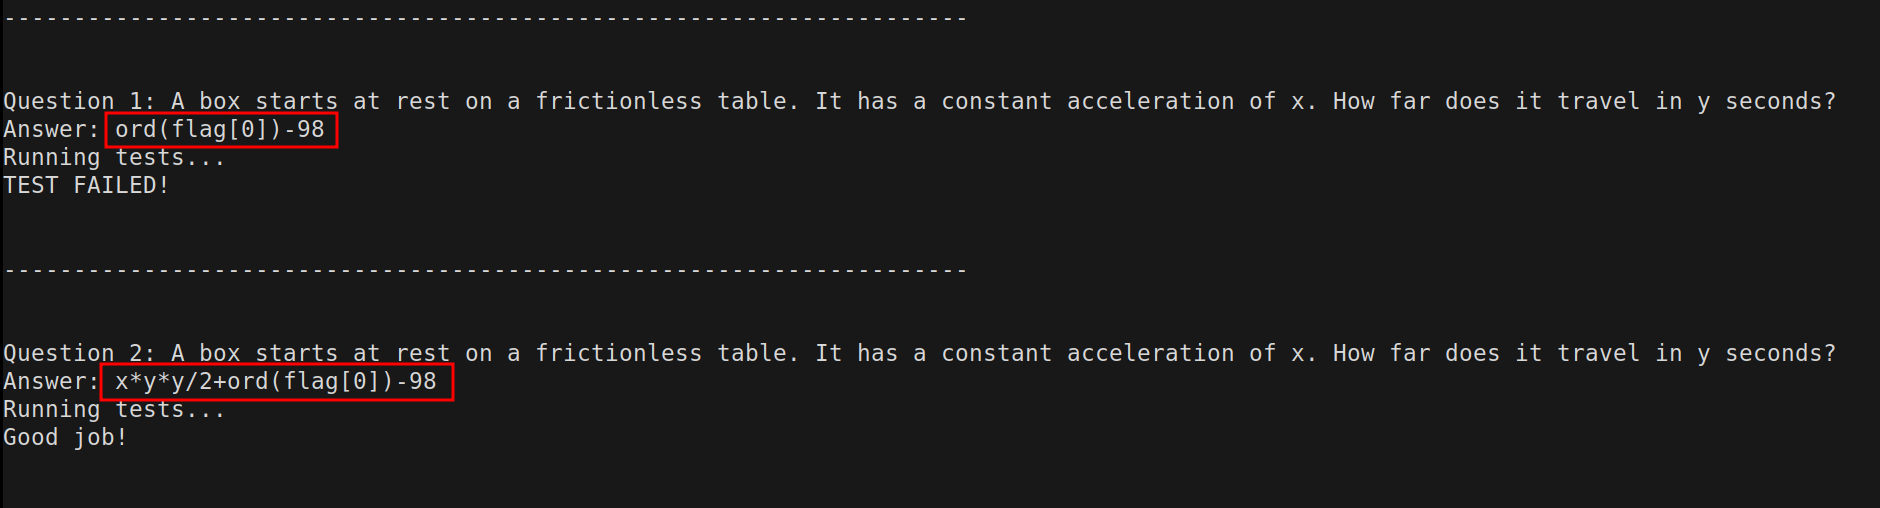 ---------------------------------------------------------------------
Question 1: A box starts at rest on a frictionless table. It has a constant acceleration of x. How far does it travel in y seconds?
Answer: ord(flag[0])-98
Running tests...
TEST FAILED!
---------------------------------------------------------------------
Question 2: A box starts at rest on a frictionless table. It has a constant acceleration of x. How far does it travel in y seconds?
Answer: x*y*y/2+ord(flag[0])-98
Running tests...
Good job!